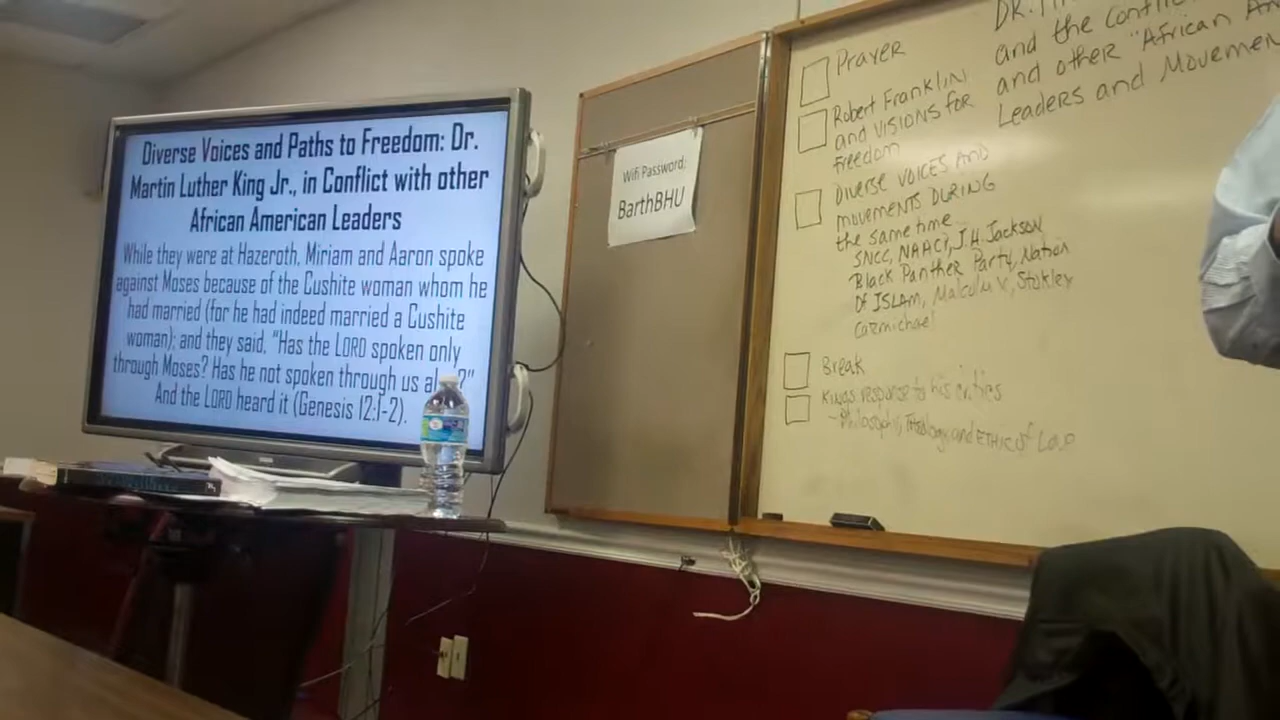 Diverse Voices and Paths to Freedom: Dr.
Martin Luther King Jr., in Conflict with other
African American Leaders
While they were at Hazeroth, Miriam and Aaron spoke
against Moses because of the Cushite woman whom he
had married (for he had indeed married a Cushite
woman); and they said, "Has the LORD spoken only
through Moses? Has he not spoken through us
And the LORD heard it (Genesis 12:1-2).
Wifi Password:
BarthBHU
Prayer
Robert Franklin
and VISIONS for
Freedom
Diverse Voices AND
movements DURING
the same time
SNCC, NAACP, J.H. Jackson
Black Panther Party, Nation
OF ISLAM, Malcolm X, Stokley
Carmichael
Break
Kings response to his critics
- Philosophy, Theology and ETHIC of Love
DR.
and the Conflic
and other "African Am
Leaders and Movemen